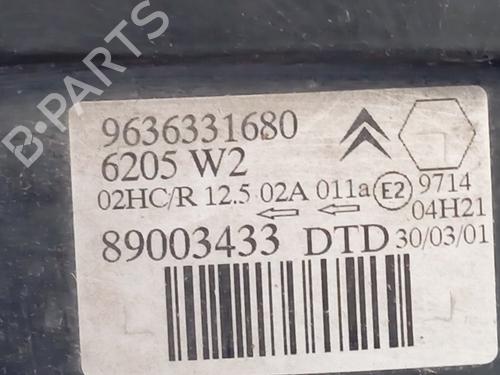 B-PARTS
9636331680
6205 W2
02HC/R 12.5 02A 011a E2 9714
04H21
89003433 DTD 30/03/01